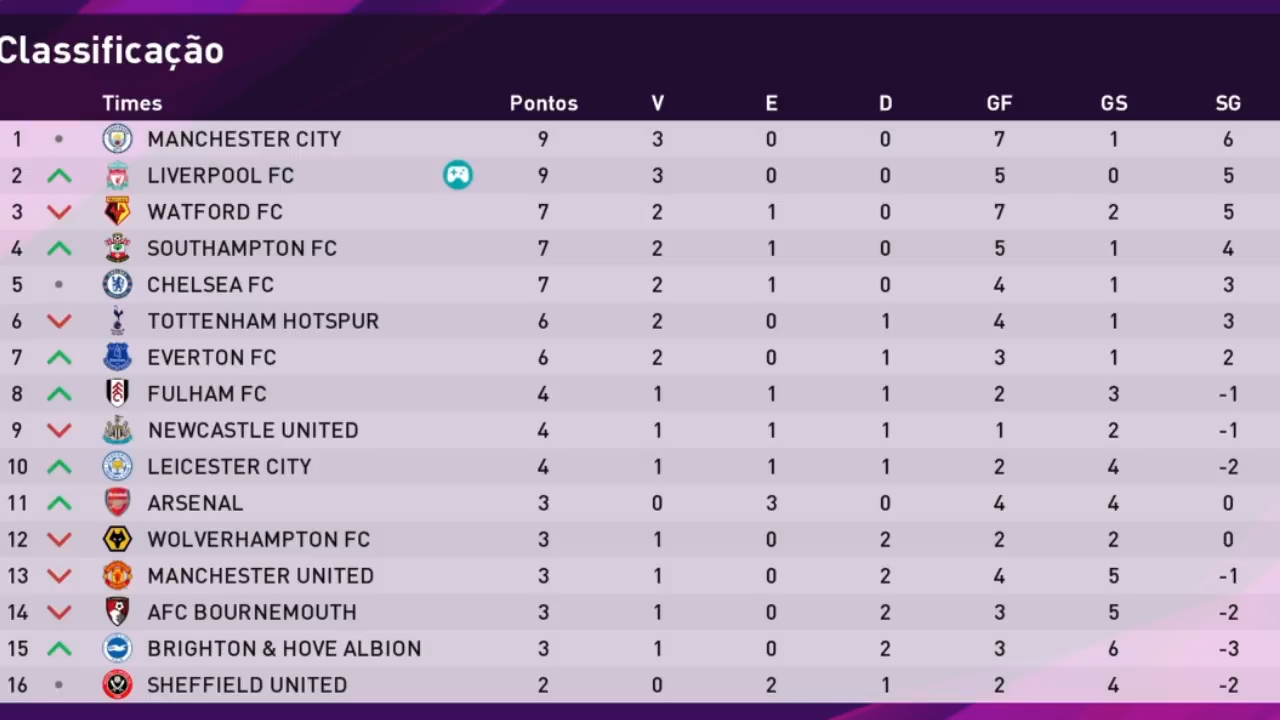 Classificação
Times Pontos V E D GF GS SG
1 MANCHESTER CITY 9 3 0 0 7 1 6
2 LIVERPOOL FC 9 3 0 0 5 0 5
3 WATFORD FC 7 2 1 0 7 2 5
4 SOUTHAMPTON FC 7 2 1 0 5 1 4
5 CHELSEA FC 7 2 1 0 4 1 3
6 TOTTENHAM HOTSPUR 6 2 0 1 4 1 3
7 EVERTON FC 6 2 0 1 3 1 2
8 FULHAM FC 4 1 1 1 2 3 -1
9 NEWCASTLE UNITED 4 1 1 1 1 2 -1
10 LEICESTER CITY 4 1 1 1 2 4 -2
11 ARSENAL 3 0 3 0 4 4 0
12 WOLVERHAMPTON FC 3 1 0 2 2 2 0
13 MANCHESTER UNITED 3 1 0 2 4 5 -1
14 AFC BOURNEMOUTH 3 1 0 2 3 5 -2
15 BRIGHTON & HOVE ALBION 3 1 0 2 3 6 -3
16 SHEFFIELD UNITED 2 0 2 1 2 4 -2